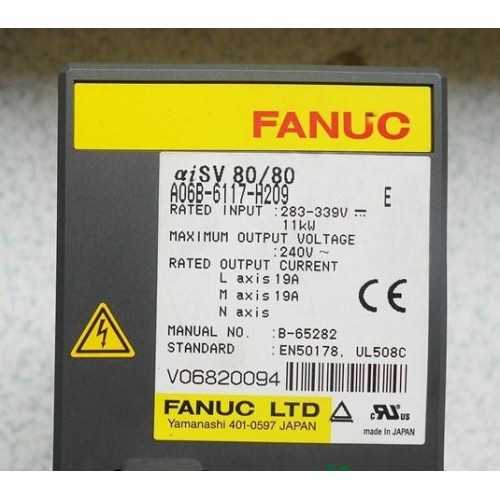 FANUC
αiSV 80/80
A06B-6117-H209 E
RATED INPUT :283-339V ⎓
11kW
MAXIMUM OUTPUT VOLTAGE
:240V ~
RATED OUTPUT CURRENT
L axis 19A
M axis 19A
N axis
MANUAL NO. :B-65282
STANDARD :EN50178, UL508C
CE
V06820094
FANUC LTD
Yamanashi 401-0597 JAPAN
c RU US
made in JAPAN